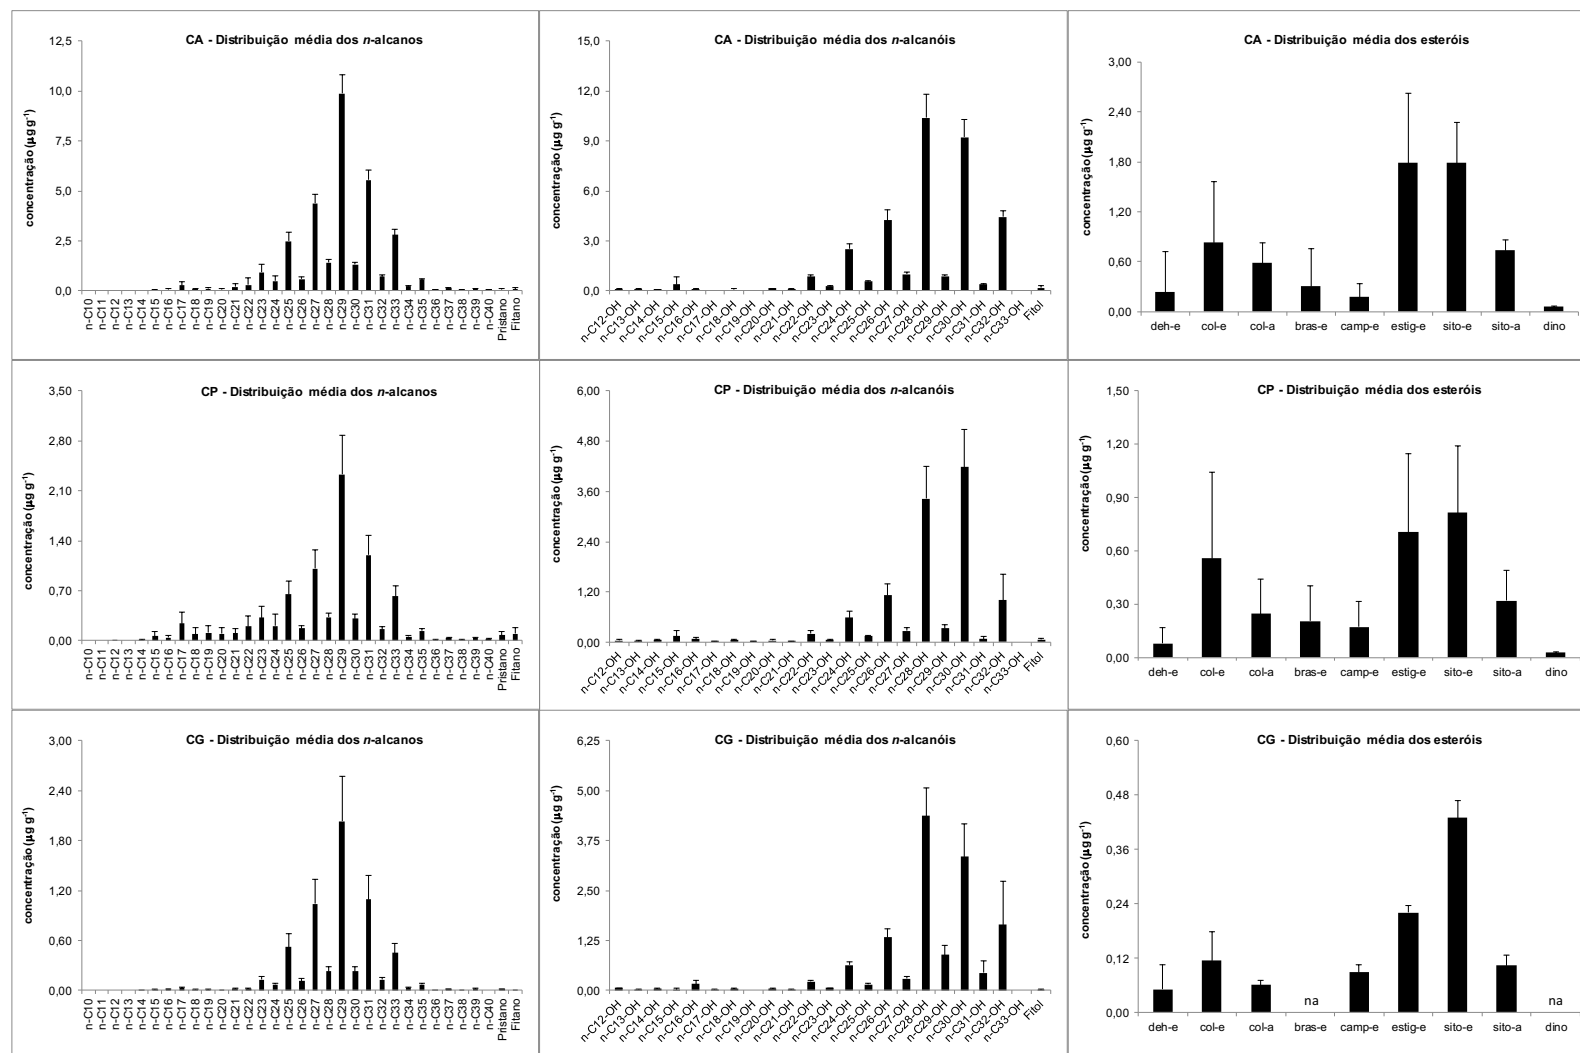 CA - Distribuição média dos n-alcanos
concentração (µg g-1)
12,5
10,0
7,5
5,0
2,5
0,0
n-C10 n-C11 n-C12 n-C13 n-C14 n-C15 n-C16 n-C17 n-C18 n-C19 n-C20 n-C21 n-C22 n-C23 n-C24 n-C25 n-C26 n-C27 n-C28 n-C29 n-C30 n-C31 n-C32 n-C33 n-C34 n-C35 n-C36 n-C37 n-C38 n-C39 n-C40 Pristano Fitano
CA - Distribuição média dos n-alcanóis
concentração (µg g-1)
15,0
12,0
9,0
6,0
3,0
0,0
n-C12-OH n-C13-OH n-C14-OH n-C15-OH n-C16-OH n-C17-OH n-C18-OH n-C19-OH n-C20-OH n-C21-OH n-C22-OH n-C23-OH n-C24-OH n-C25-OH n-C26-OH n-C27-OH n-C28-OH n-C29-OH n-C30-OH n-C31-OH n-C32-OH n-C33-OH Fitol
CA - Distribuição média dos esteróis
concentração (µg g-1)
3,00
2,40
1,80
1,20
0,60
0,00
deh-e col-e col-a bras-e camp-e estig-e sito-e sito-a dino
CP - Distribuição média dos n-alcanos
concentração (µg g-1)
3,50
2,80
2,10
1,40
0,70
0,00
n-C10 n-C11 n-C12 n-C13 n-C14 n-C15 n-C16 n-C17 n-C18 n-C19 n-C20 n-C21 n-C22 n-C23 n-C24 n-C25 n-C26 n-C27 n-C28 n-C29 n-C30 n-C31 n-C32 n-C33 n-C34 n-C35 n-C36 n-C37 n-C38 n-C39 n-C40 Pristano Fitano
CP - Distribuição média dos n-alcanóis
concentração (µg g-1)
6,00
4,80
3,60
2,40
1,20
0,00
n-C12-OH n-C13-OH n-C14-OH n-C15-OH n-C16-OH n-C17-OH n-C18-OH n-C19-OH n-C20-OH n-C21-OH n-C22-OH n-C23-OH n-C24-OH n-C25-OH n-C26-OH n-C27-OH n-C28-OH n-C29-OH n-C30-OH n-C31-OH n-C32-OH n-C33-OH Fitol
CP - Distribuição média dos esteróis
concentração (µg g-1)
1,50
1,20
0,90
0,60
0,30
0,00
deh-e col-e col-a bras-e camp-e estig-e sito-e sito-a dino
CG - Distribuição média dos n-alcanos
concentração (µg g-1)
3,00
2,40
1,80
1,20
0,60
0,00
n-C10 n-C11 n-C12 n-C13 n-C14 n-C15 n-C16 n-C17 n-C18 n-C19 n-C20 n-C21 n-C22 n-C23 n-C24 n-C25 n-C26 n-C27 n-C28 n-C29 n-C30 n-C31 n-C32 n-C33 n-C34 n-C35 n-C36 n-C37 n-C38 n-C39 n-C40 Pristano Fitano
CG - Distribuição média dos n-alcanóis
concentração (µg g-1)
6,25
5,00
3,75
2,50
1,25
0,00
n-C12-OH n-C13-OH n-C14-OH n-C15-OH n-C16-OH n-C17-OH n-C18-OH n-C19-OH n-C20-OH n-C21-OH n-C22-OH n-C23-OH n-C24-OH n-C25-OH n-C26-OH n-C27-OH n-C28-OH n-C29-OH n-C30-OH n-C31-OH n-C32-OH n-C33-OH Fitol
CG - Distribuição média dos esteróis
concentração (µg g-1)
0,60
0,48
0,36
0,24
0,12
0,00
na na
deh-e col-e col-a bras-e camp-e estig-e sito-e sito-a dino